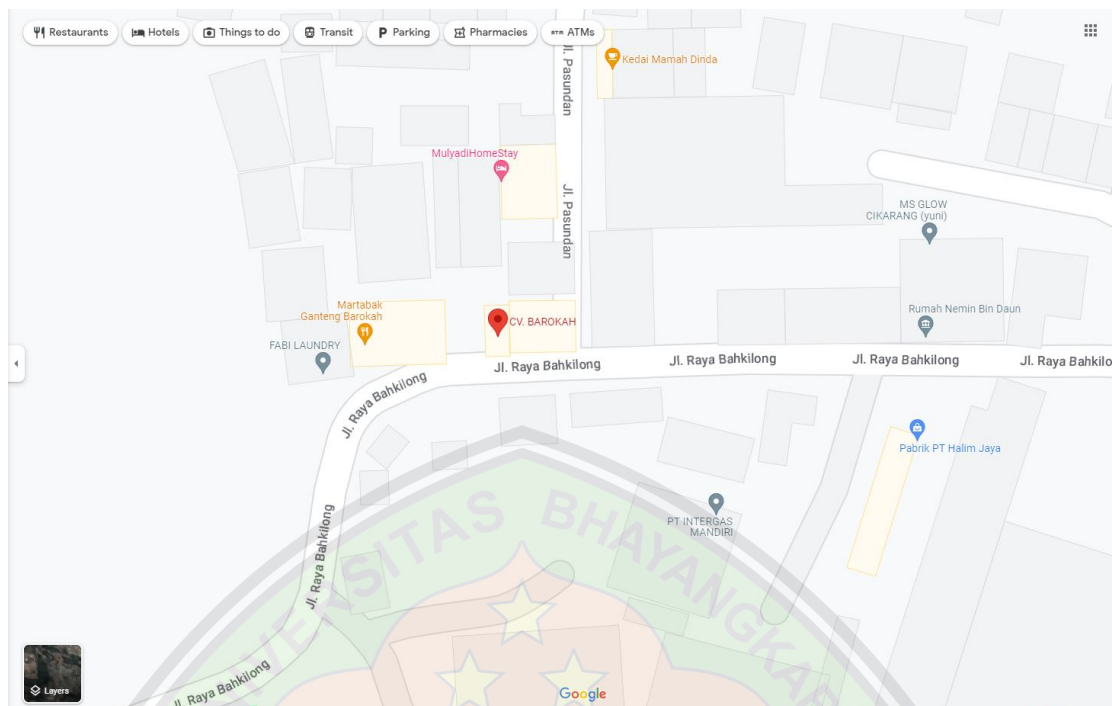 Restaurants
Hotels
Things to do
Transit
Parking
Pharmacies
ATM ATMs
Jl. Pasundan
Kedai Mamah Dinda
MulyadiHomeStay
Jl. Pasundan
MS GLOW
CIKARANG (yuni)
Martabak
Ganteng Barokah
Rumah Nemin Bin Daun
CV. BAROKAH
FABI LAUNDRY
Jl. Raya Bahkilong
Jl. Raya Bahkilong
Jl. Raya Bahkilong
Jl. Raya Bahkilo
Jl. Raya Bahkilong
Pabrik PT Halim Jaya
PT INTERGAS
MANDIRI
Jl. Raya Bahkilong
Jl. Raya Bahkilong
VERSITAS BHAYANGKAR
Layers
Google